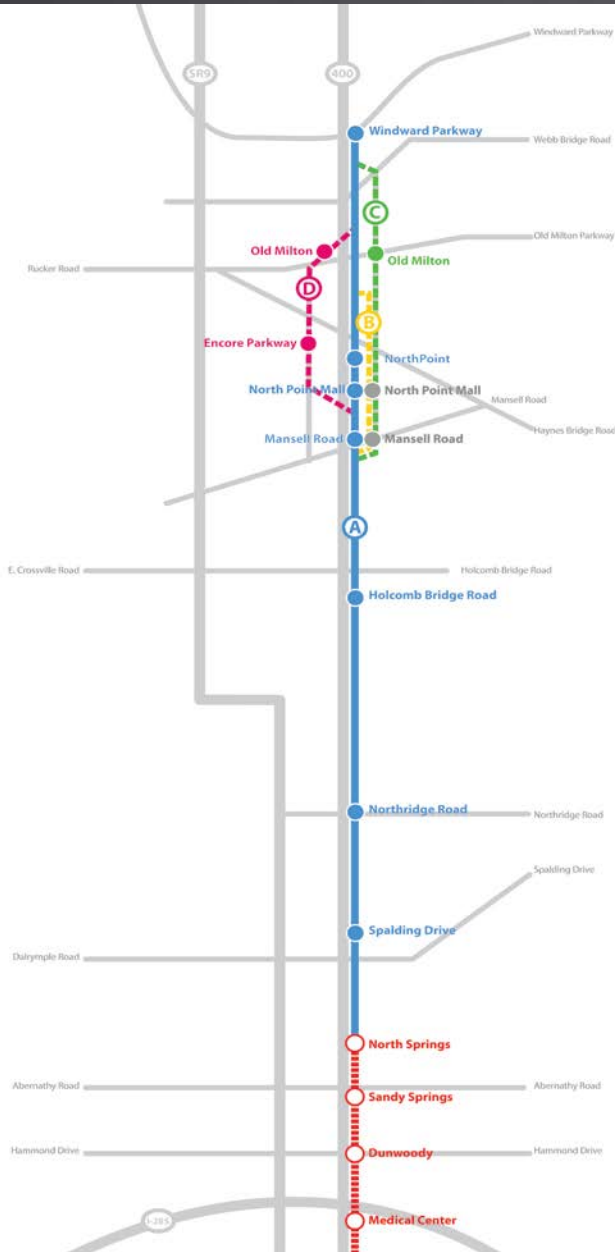 Windward Parkway
SR9
400
Windward Parkway
Webb Bridge Road
C
Old Milton Parkway
Old Milton
Old Milton
Rucker Road
D
B
Encore Parkway
NorthPoint
North Point Mall
North Point Mall
Mansell Road
Haynes Bridge Road
Mansell Road
Mansell Road
A
E. Crossville Road
Holcomb Bridge Road
Holcomb Bridge Road
Northridge Road
Northridge Road
Spalding Drive
Spalding Drive
Dalrymple Road
North Springs
Abernathy Road
Abernathy Road
Sandy Springs
Hammond Drive
Dunwoody
Hammond Drive
I-285
Medical Center